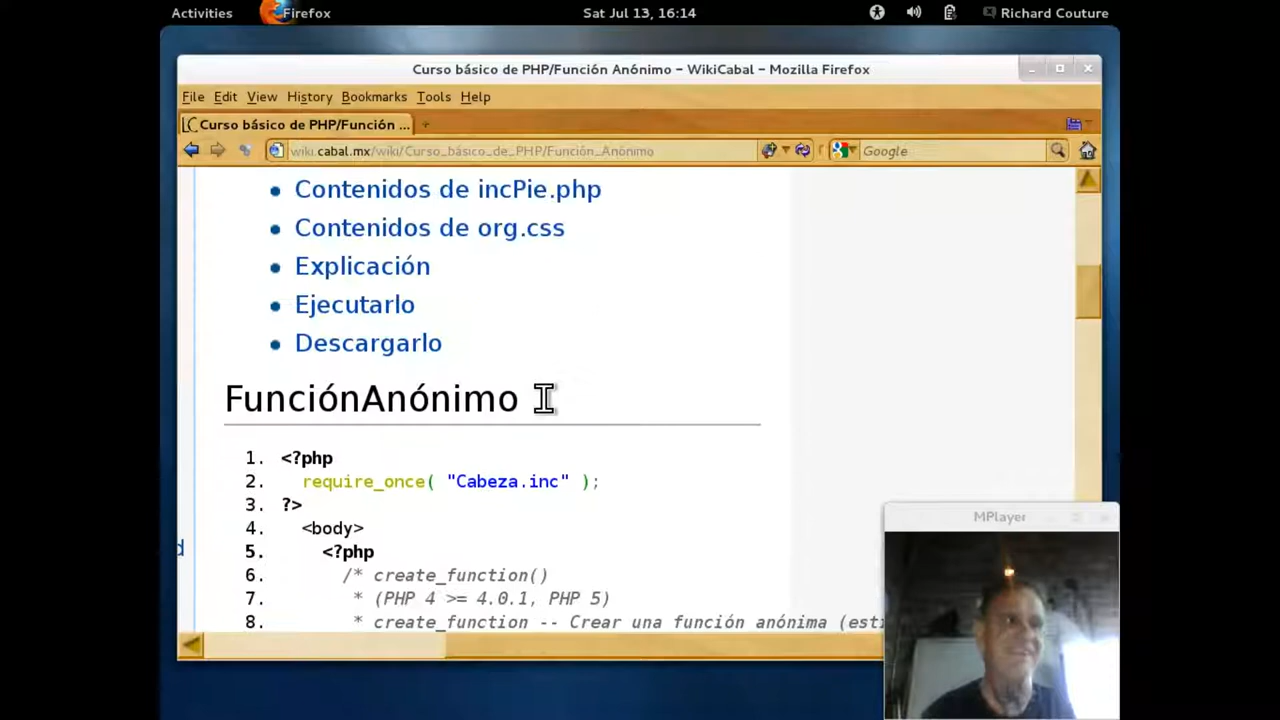 Activities Firefox Sat Jul 13, 16:14 Richard Couture
Curso básico de PHP/Función Anónimo – WikiCabal – Mozilla Firefox
File Edit View History Bookmarks Tools Help
Curso básico de PHP/Función ... +
wiki.cabal.mx/wiki/Curso_básico_de_PHP/Función_Anónimo Google
• Contenidos de incPie.php
• Contenidos de org.css
• Explicación
• Ejecutarlo
• Descargarlo
FunciónAnónimo
1. <?php
2. require_once( "Cabeza.inc" );
3. ?>
4. <body>
5. <?php
6. /* create_function()
7. * (PHP 4 >= 4.0.1, PHP 5)
8. * create_function -- Crear una función anónima (esti
d
MPlayer